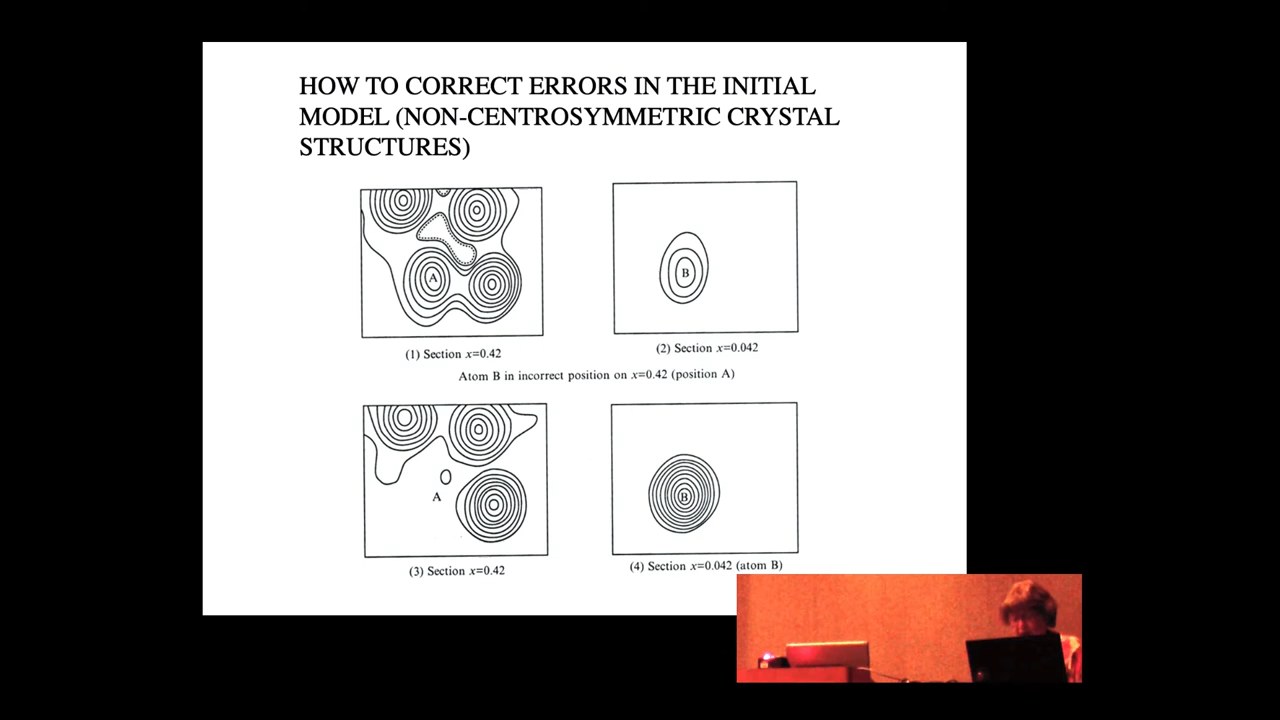 HOW TO CORRECT ERRORS IN THE INITIAL
MODEL (NON-CENTROSYMMETRIC CRYSTAL
STRUCTURES)
A
B
(1) Section x=0.42
(2) Section x=0.042
Atom B in incorrect position on x=0.42 (position A)
A
B
(3) Section x=0.42
(4) Section x=0.042 (atom B)